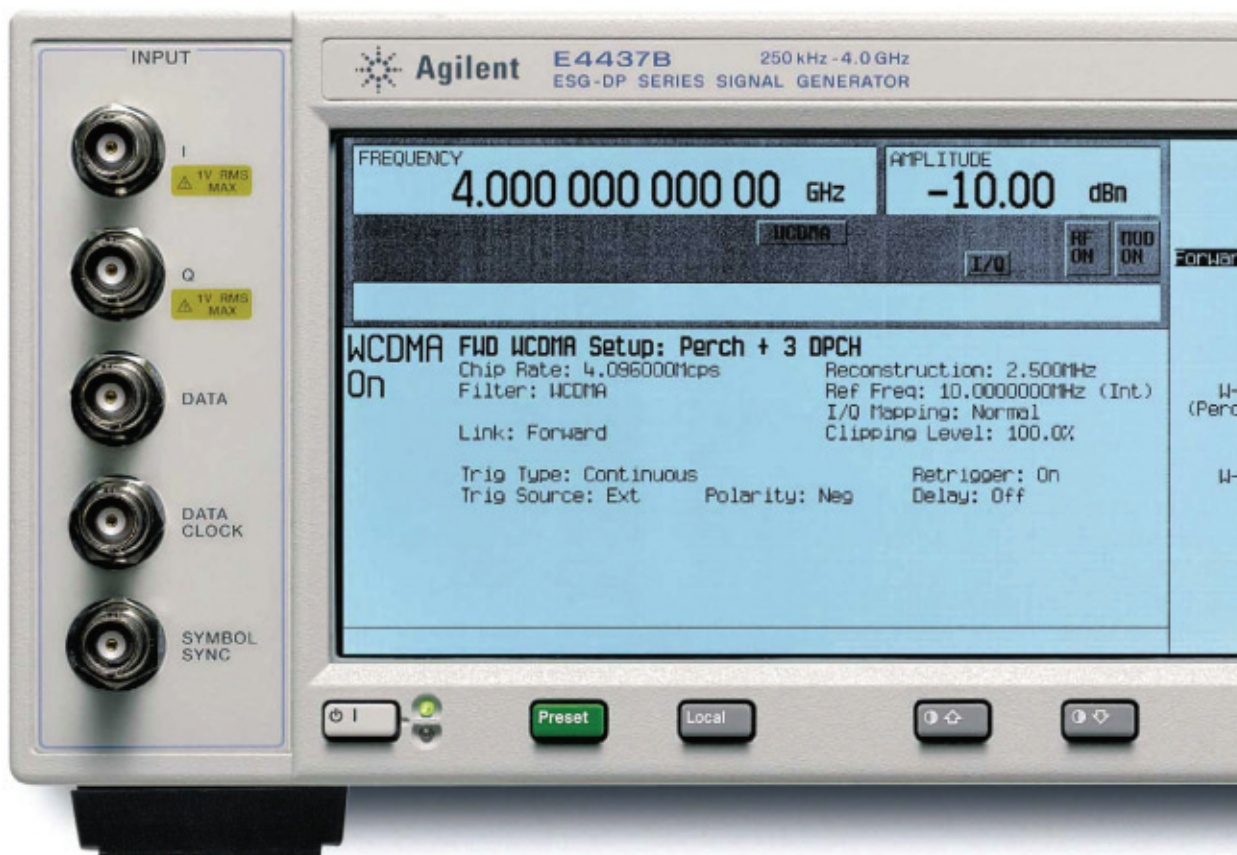 INPUT
I
1V RMS
MAX
Q
1V RMS
MAX
DATA
DATA
CLOCK
SYMBOL
SYNC
Agilent
E4437B
250 kHz-4.0 GHz
ESG-DP SERIES SIGNAL GENERATOR
FREQUENCY
4.000 000 000 00 GHz
AMPLITUDE
-10.00 dBm
WCDMA
I/Q
RF
ON
MOD
ON
Forwar
WCDMA
On
FWD WCDMA Setup: Perch + 3 DPCH
Chip Rate: 4.096000Mcps
Reconstruction: 2.500MHz
Filter: WCDMA
Ref Freq: 10.0000000MHz (Int)
I/Q Mapping: Normal
Link: Forward
Clipping Level: 100.0%
Trig Type: Continuous
Retrigger: On
Trig Source: Ext
Polarity: Neg
Delay: Off
W-
(Perc
W-
Preset
Local